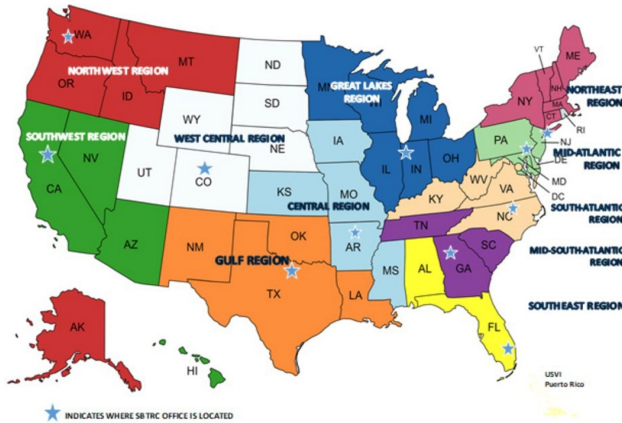 WA
MT
ND
ME
VT
NORTHWEST REGION
OR
ID
SD
GREAT LAKES
REGION
MI
NY
NH
MA
CT
NORTHEAST
REGION
RI
WY
SOUTHWEST REGION
WEST CENTRAL REGION
IA
NE
PA
NJ
MID-ATLANTIC
REGION
DE
MD
DC
NV
UT
CO
CA
IL
IN
OH
WV
VA
KS
MO
CENTRAL REGION
KY
NC
SOUTH-ATLANTIC
REGION
TN
AZ
NM
OK
AR
SC
MID-SOUTH-ATLANTIC
REGION
GULF REGION
MS
AL
GA
TX
LA
SOUTHEAST REGION
FL
AK
HI
USVI
Puerto Rico
INDICATES WHERE SBTRC OFFICE IS LOCATED